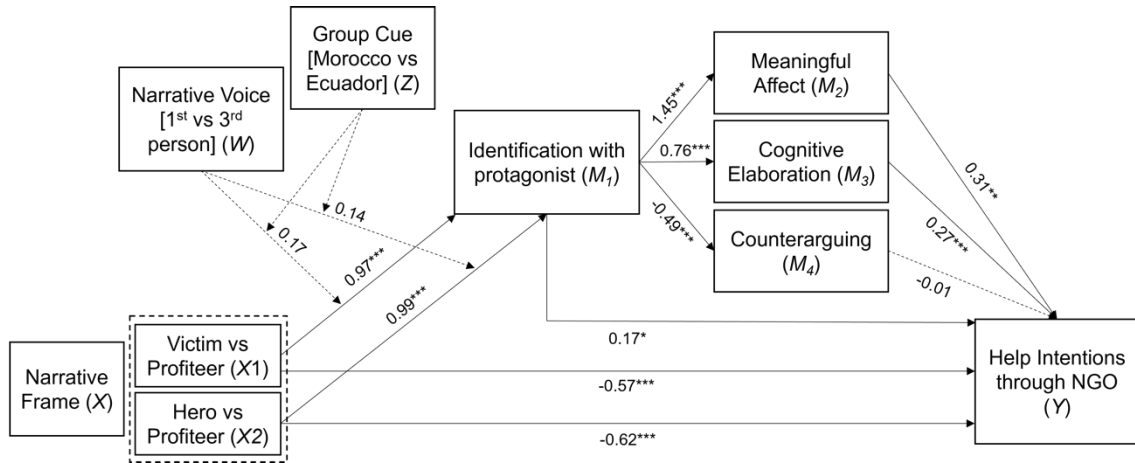 Group Cue
[Morocco vs
Ecuador] (Z)
Narrative Voice
[1st vs 3rd
person] (W)
Identification with
protagonist (M1)
Meaningful
Affect (M2)
Cognitive
Elaboration (M3)
Counterarguing
(M4)
1.45***
0.76***
-0.49***
0.31**
0.27***
-0.01
0.14
0.17
0.97***
0.99***
0.17*
-0.57***
-0.62***
Narrative
Frame (X)
Victim vs
Profiteer (X1)
Hero vs
Profiteer (X2)
Help Intentions
through NGO
(Y)